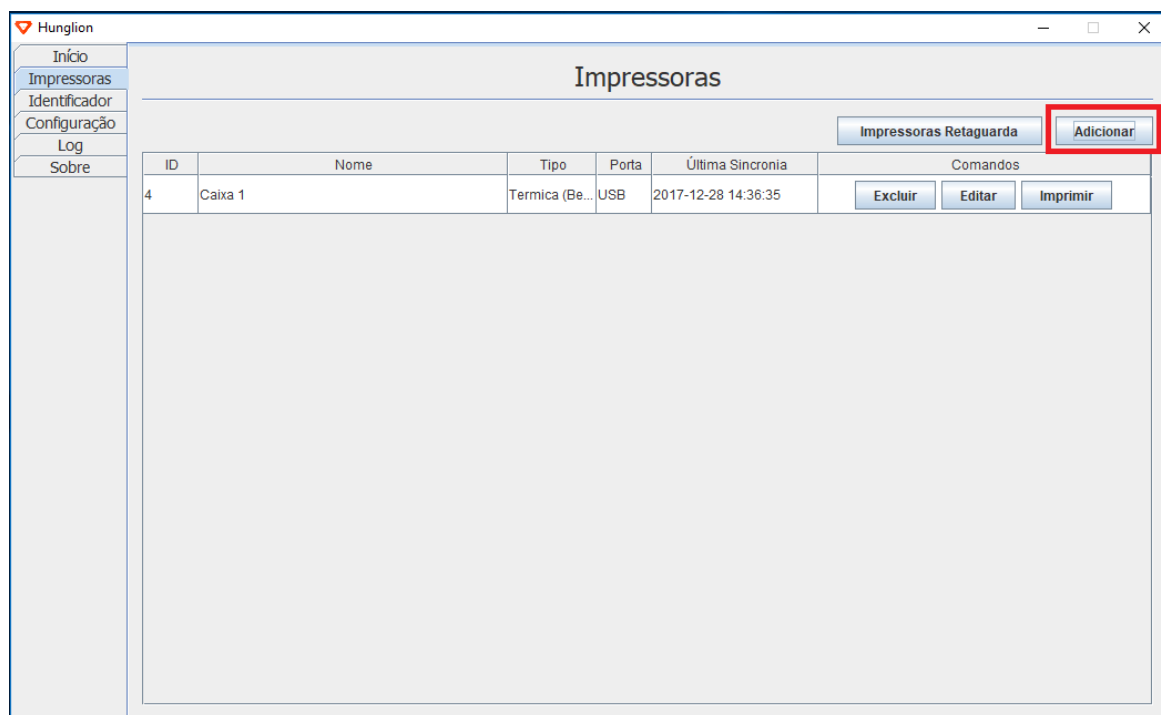 Hunglion
Início
Impressoras
Identificador
Configuração
Log
Sobre
Impressoras
Impressoras Retaguarda Adicionar
ID Nome Tipo Porta Última Sincronia Comandos
4 Caixa 1 Termica (Be... USB 2017-12-28 14:36:35 Excluir Editar Imprimir